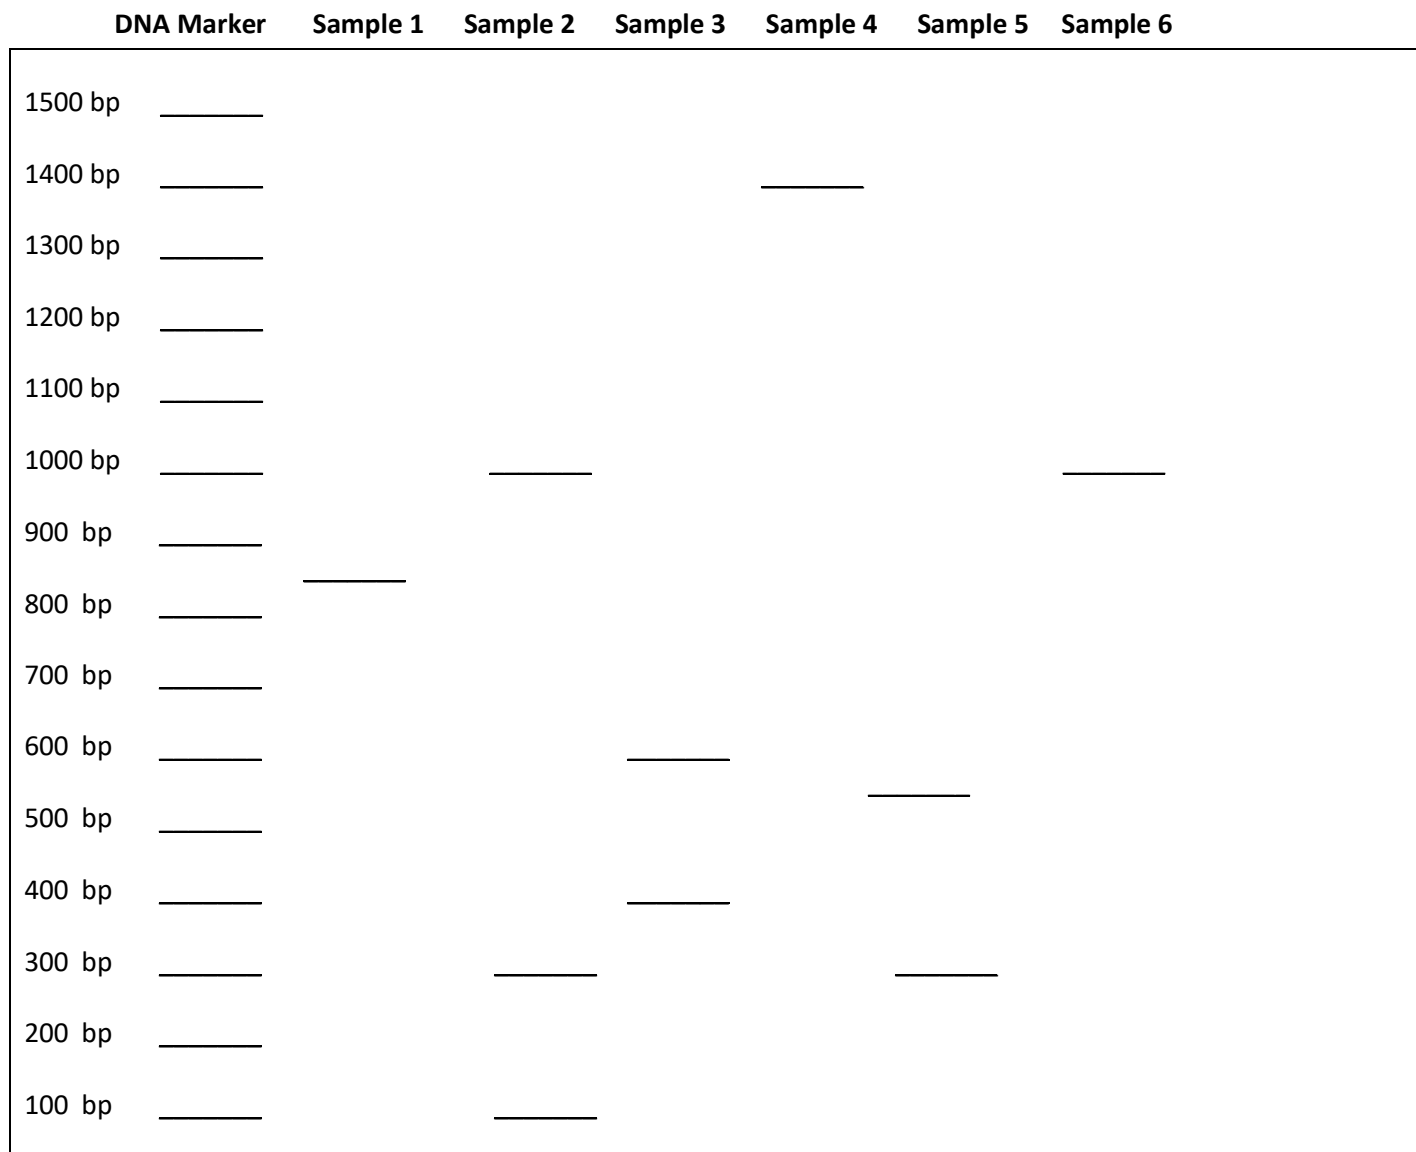 DNA Marker Sample 1 Sample 2 Sample 3 Sample 4 Sample 5 Sample 6
1500 bp
1400 bp
1300 bp
1200 bp
1100 bp
1000 bp
900 bp
800 bp
700 bp
600 bp
500 bp
400 bp
300 bp
200 bp
100 bp